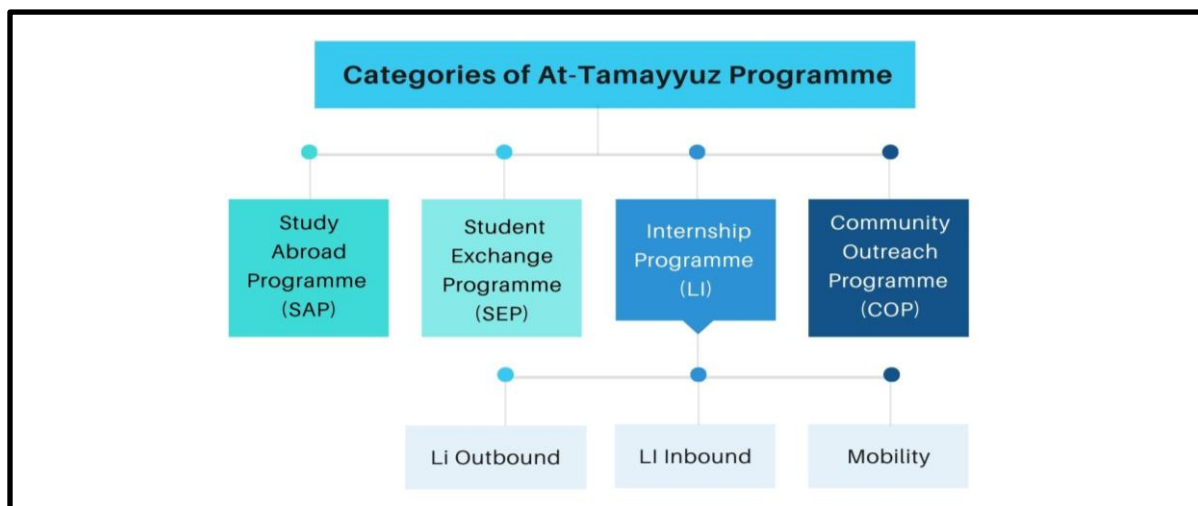 Categories of At-Tamayyuz Programme
Study
Abroad
Programme
(SAP)
Student
Exchange
Programme
(SEP)
Internship
Programme
(LI)
Community
Outreach
Programme
(COP)
Li Outbound
LI Inbound
Mobility